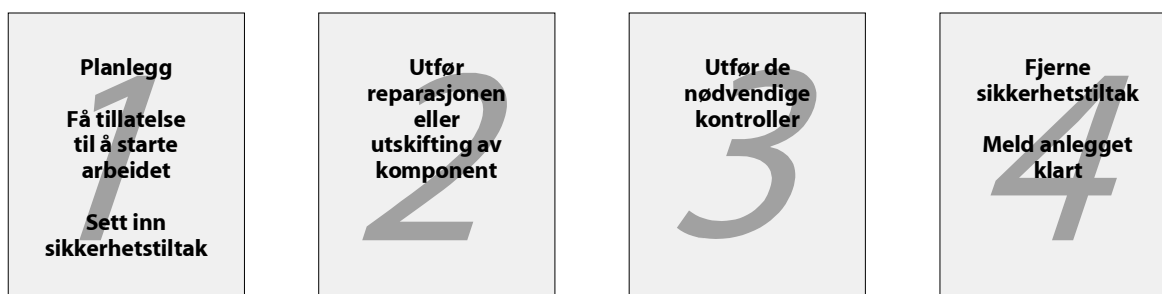 1
Planlegg
Få tillatelse
til å starte
arbeidet
Sett inn
sikkerhetstiltak
2
Utfør
reparasjonen
eller
utskifting av
komponent
3
Utfør de
nødvendige
kontroller
4
Fjerne
sikkerhetstiltak
Meld anlegget
klart